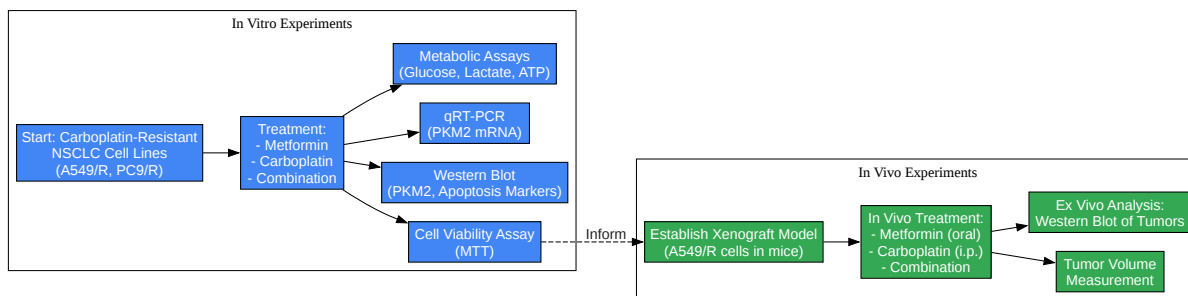 In Vitro Experiments
Start: Carboplatin-Resistant
NSCLC Cell Lines
(A549/R, PC9/R)
Treatment:
- Metformin
- Carboplatin
- Combination
Metabolic Assays
(Glucose, Lactate, ATP)
qRT-PCR
(PKM2 mRNA)
Western Blot
(PKM2, Apoptosis Markers)
Cell Viability Assay
(MTT)
Inform
In Vivo Experiments
Establish Xenograft Model
(A549/R cells in mice)
In Vivo Treatment:
- Metformin (oral)
- Carboplatin (i.p.)
- Combination
Ex Vivo Analysis:
Western Blot of Tumors
Tumor Volume
Measurement